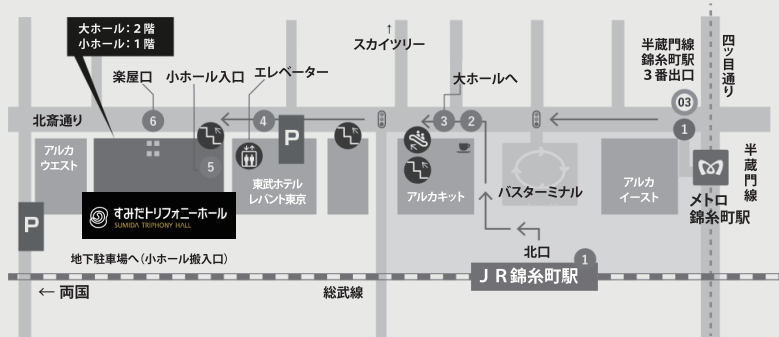 大ホール：2階
小ホール：1階
↑
スカイツリー
楽屋口
小ホール入口
エレベーター
大ホールへ
半蔵門線
錦糸町駅
3番出口
四ツ目通り
北斎通り
6
4
3
2
03
1
P
5
アルカ
ウエスト
東武ホテル
レバント東京
アルカキット
バスターミナル
アルカ
イースト
半蔵門線
メトロ
錦糸町駅
P
すみだトリフォニーホール
SUMIDA TRIPHONY HALL
地下駐車場へ（小ホール搬入口）
北口
1
JR錦糸町駅
← 両国
総武線